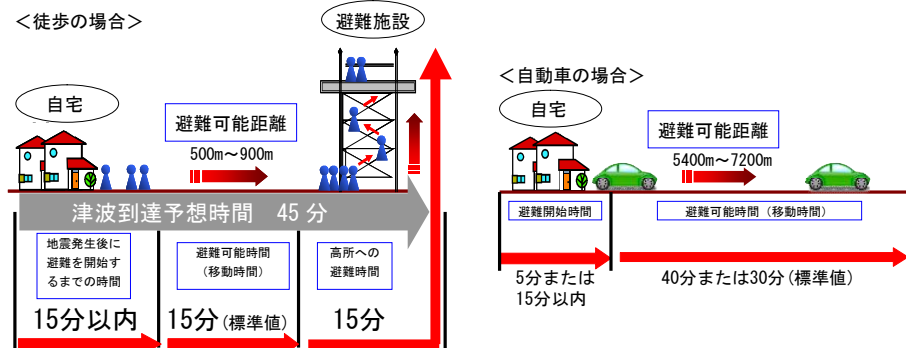 ＜徒歩の場合＞
避難施設
自宅
避難可能距離
500m～900m
津波到達予想時間　45 分
地震発生後に
避難を開始す
るまでの時間
避難可能時間
（移動時間）
高所への
避難時間
15分以内
15分(標準値)
15分
＜自動車の場合＞
自宅
避難可能距離
5400m～7200m
避難開始時間
避難可能時間（移動時間）
5分または
15分以内
40分または30分(標準値)